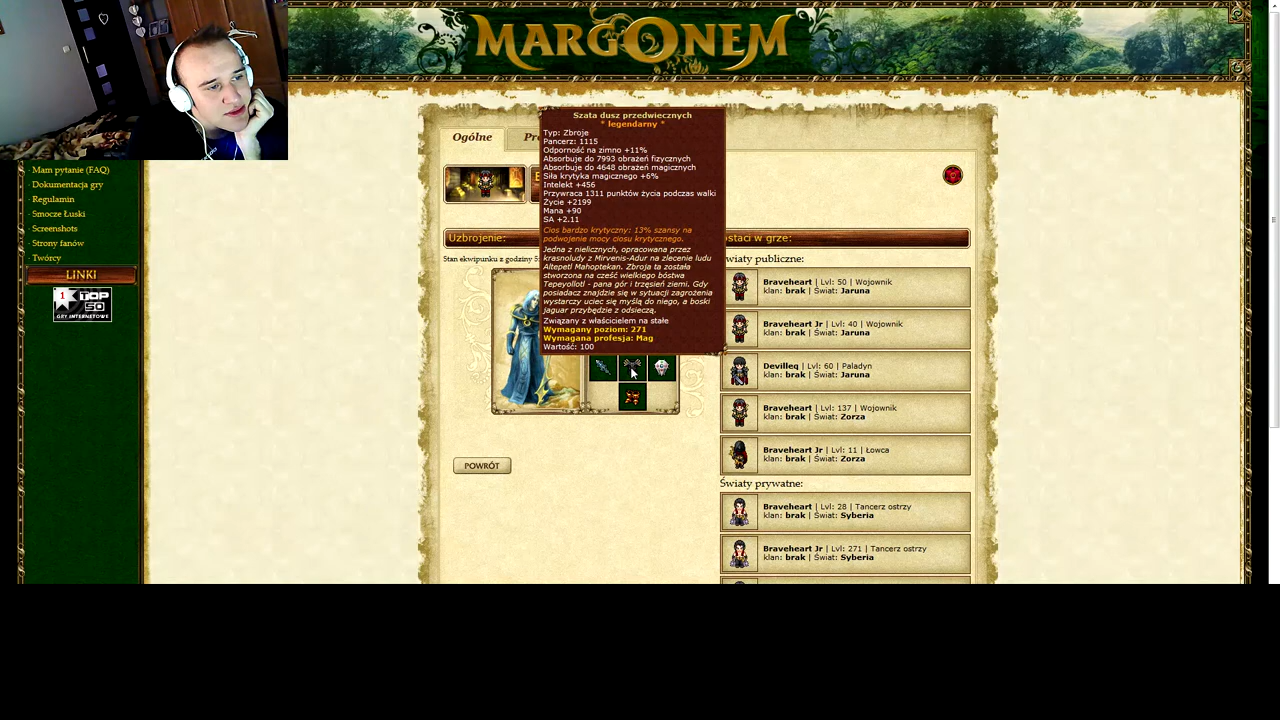 MARGONEM
Ogólne
· Mam pytanie (FAQ)
· Dokumentacja gry
· Regulamin
· Smocze Łuski
· Screenshots
· Strony fanów
· Twórcy
LINKI
1 TOP 50
GRY INTERNETOWE
Uzbrojenie:
Stan ekwipunku z godziny
Szata dusz przedwiecznych
* legendarny *
Typ: Zbroje
Pancerz: 1115
Odporność na zimno +11%
Absorbuje do 7993 obrażeń fizycznych
Absorbuje do 4648 obrażeń magicznych
Siła krytyka magicznego +6%
Intelekt +456
Przywraca 1311 punktów życia podczas walki
Życie +2199
Mana +90
SA +2.11
Cios bardzo krytyczny: 13% szansy na
podwojenie mocy ciosu krytycznego.
Jedna z nielicznych, opracowana przez
krasnoludy z Mirvenis-Adur na zlecenie ludu
Altepetl Mahoptekan. Zbroja ta została
stworzona na cześć wielkiego bóstwa
Tepeyollotl - pana gór i trzęsień ziemi. Gdy
posiadacz znajdzie się w sytuacji zagrożenia
wystarczy uciec się myślą do niego, a boski
jaguar przybędzie z odsieczą.
Związany z właścicielem na stałe
Wymagany poziom: 271
Wymagana profesja: Mag
Wartość: 100
POWRÓT
ostaci w grze:
wiaty publiczne:
Braveheart | Lvl: 50 | Wojownik
klan: brak | Świat: Jaruna
Braveheart Jr | Lvl: 40 | Wojownik
klan: brak | Świat: Jaruna
Devilleq | Lvl: 60 | Paladyn
klan: brak | Świat: Jaruna
Braveheart | Lvl: 137 | Wojownik
klan: brak | Świat: Zorza
Braveheart Jr | Lvl: 11 | Łowca
klan: brak | Świat: Zorza
Światy prywatne:
Braveheart | Lvl: 28 | Tancerz ostrzy
klan: brak | Świat: Syberia
Braveheart Jr | Lvl: 271 | Tancerz ostrzy
klan: brak | Świat: Syberia